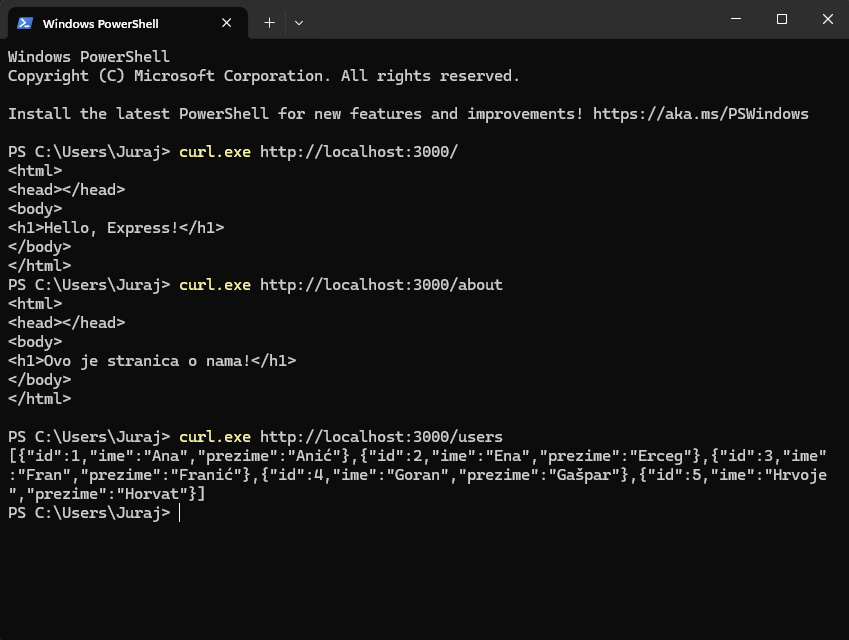 Windows PowerShell
Windows PowerShell
Copyright (C) Microsoft Corporation. All rights reserved.
Install the latest PowerShell for new features and improvements! https://aka.ms/PSWindows
PS C:\Users\Juraj> curl.exe http://localhost:3000/
<html>
<head></head>
<body>
<h1>Hello, Express!</h1>
</body>
</html>
PS C:\Users\Juraj> curl.exe http://localhost:3000/about
<html>
<head></head>
<body>
<h1>Ovo je stranica o nama!</h1>
</body>
</html>
PS C:\Users\Juraj> curl.exe http://localhost:3000/users
[{"id":1,"ime":"Ana","prezime":"Anić"},{"id":2,"ime":"Ena","prezime":"Erceg"},{"id":3,"ime"
:"Fran","prezime":"Franić"},{"id":4,"ime":"Goran","prezime":"Gašpar"},{"id":5,"ime":"Hrvoje
","prezime":"Horvat"}]
PS C:\Users\Juraj>